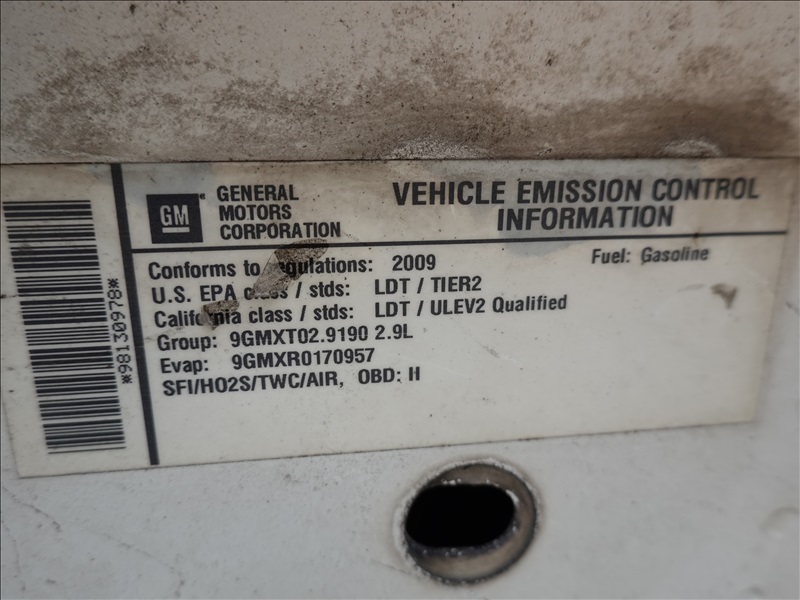 *98130978*
GM
GENERAL
MOTORS
CORPORATION
VEHICLE EMISSION CONTROL
INFORMATION
Conforms to regulations: 2009
Fuel: Gasoline
U.S. EPA class / stds: LDT / TIER2
California class / stds: LDT / ULEV2 Qualified
Group: 9GMXT02.9190 2.9L
Evap: 9GMXR0170957
SFI/HO2S/TWC/AIR, OBD: II